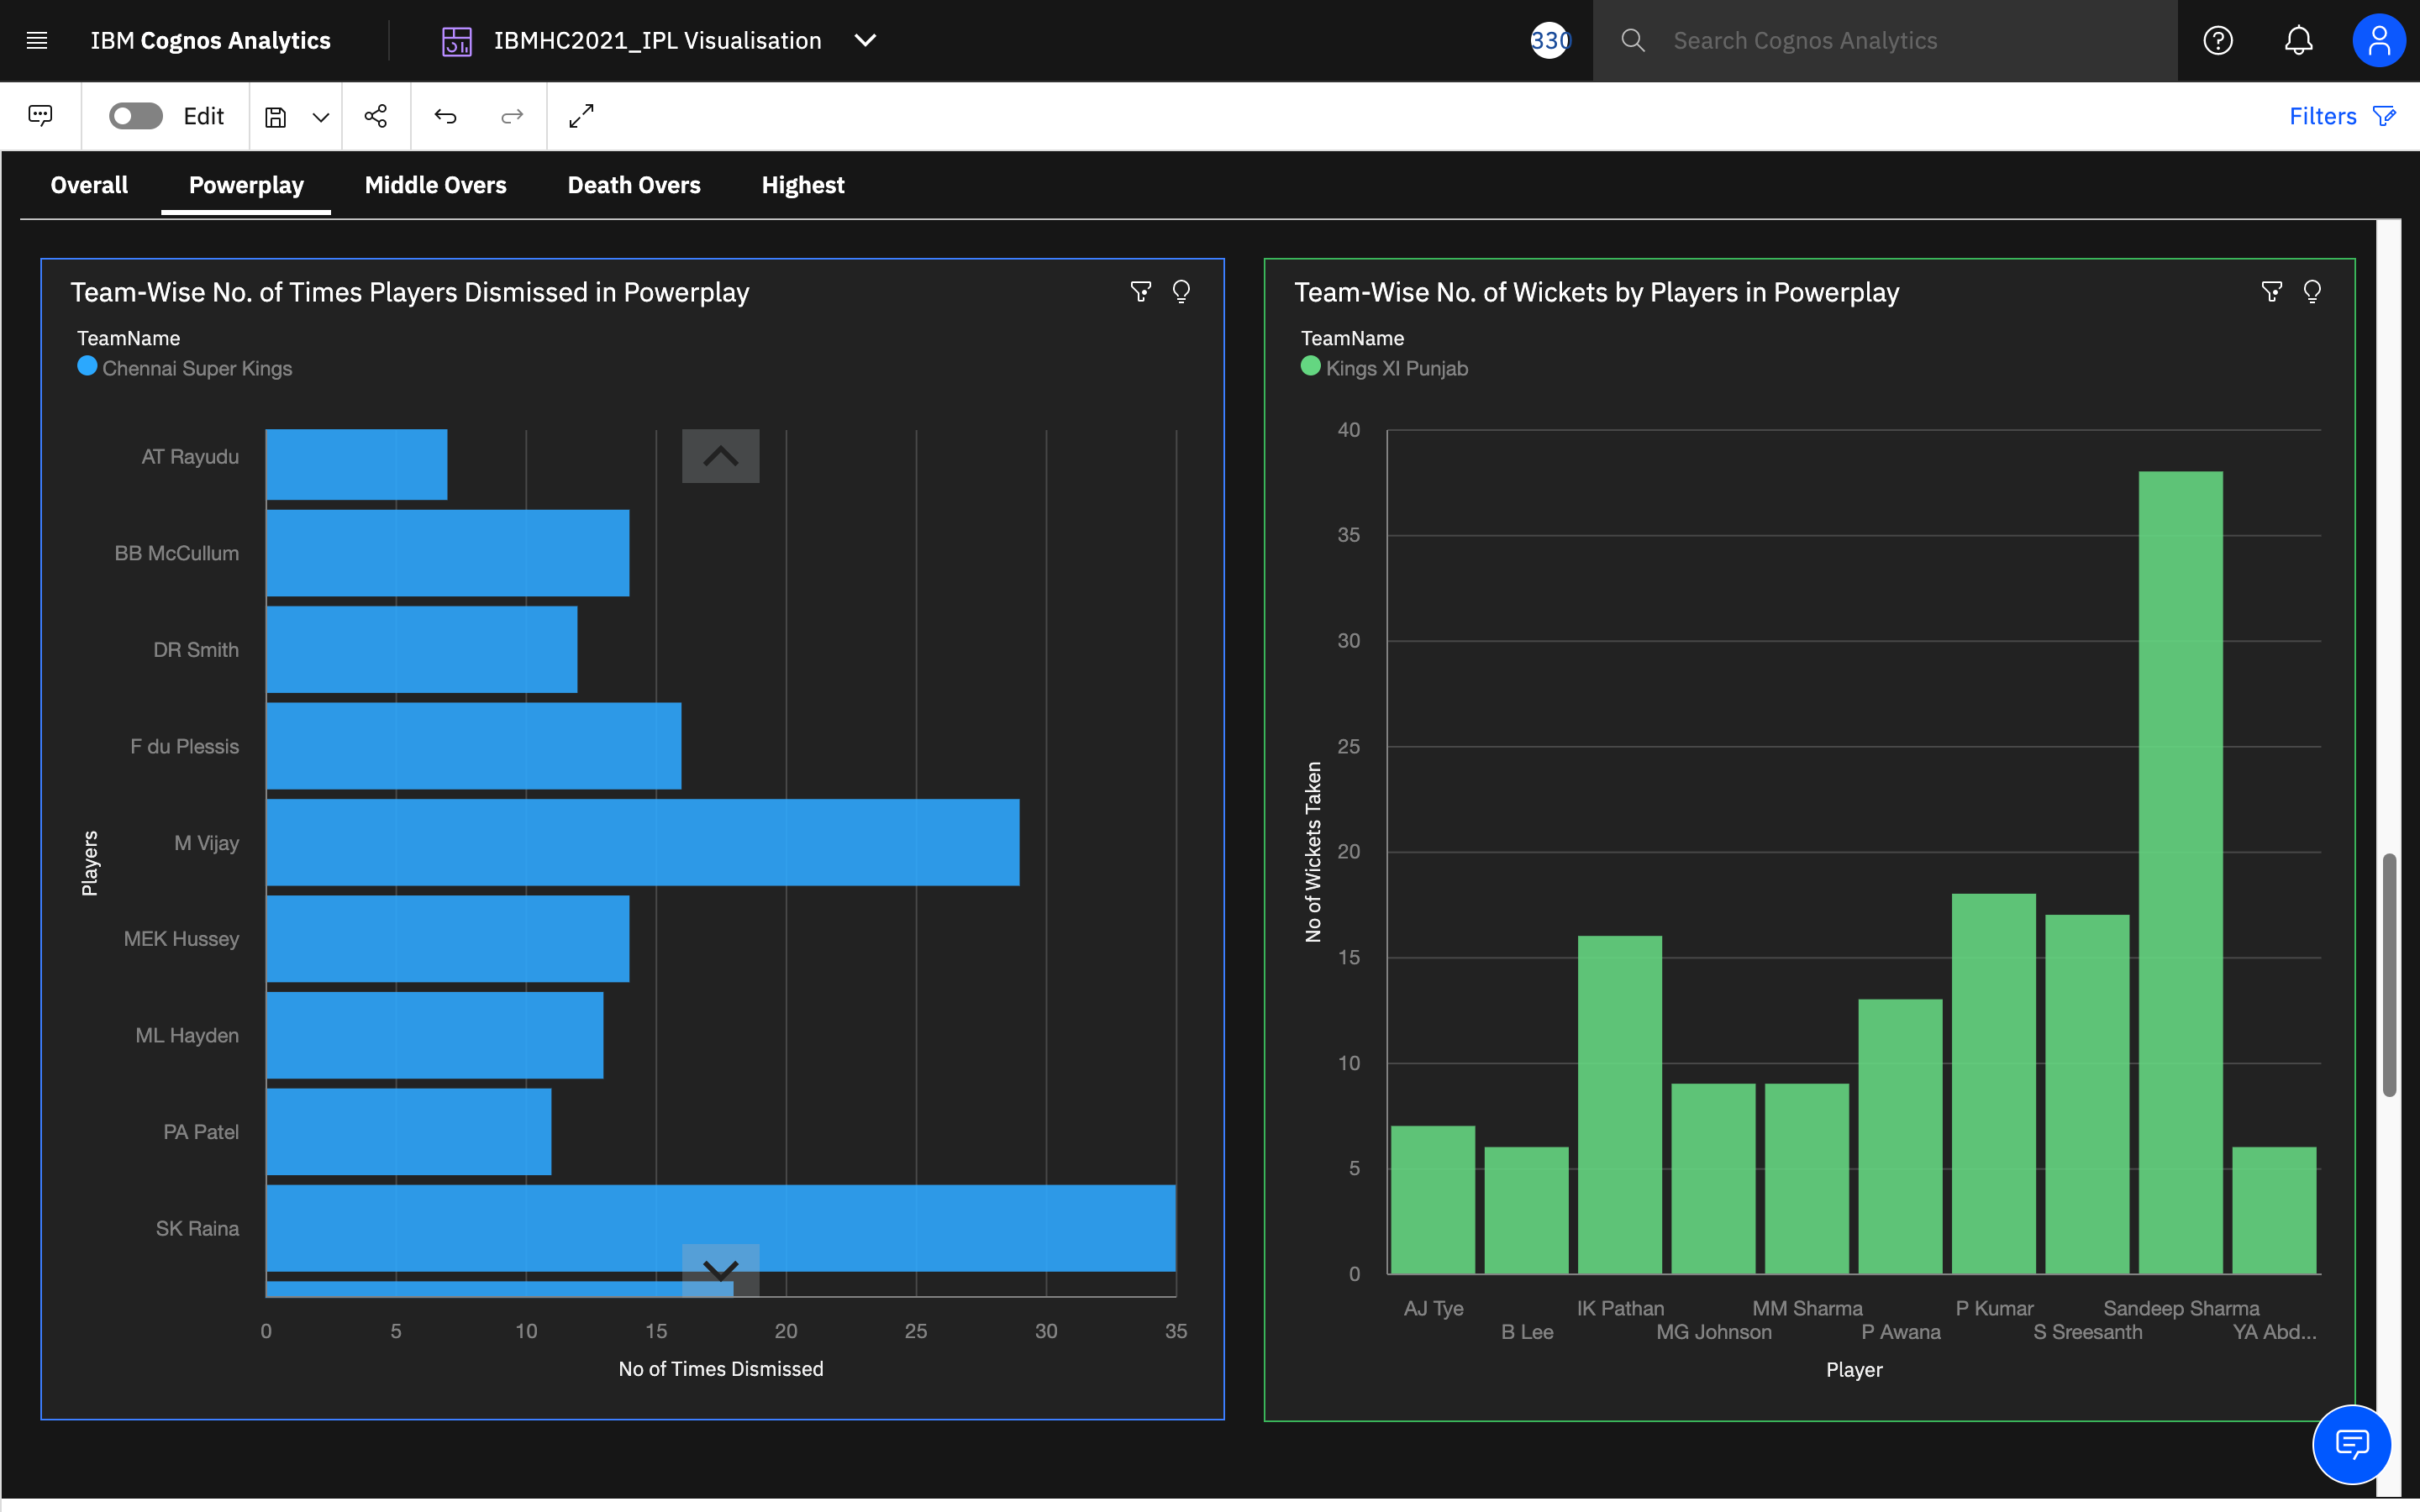 IBM Cognos Analytics
IBMHC2021_IPL Visualisation
330
Search Cognos Analytics
Edit
Filters
Overall
Powerplay
Middle Overs
Death Overs
Highest
Team-Wise No. of Times Players Dismissed in Powerplay
TeamName
Chennai Super Kings
Players
AT Rayudu
BB McCullum
DR Smith
F du Plessis
M Vijay
MEK Hussey
ML Hayden
PA Patel
SK Raina
0 5 10 15 20 25 30 35
No of Times Dismissed
Team-Wise No. of Wickets by Players in Powerplay
TeamName
Kings XI Punjab
No of Wickets Taken
40
35
30
25
20
15
10
5
0
AJ Tye IK Pathan MM Sharma P Kumar Sandeep Sharma
B Lee MG Johnson P Awana S Sreesanth YA Abd...
Player